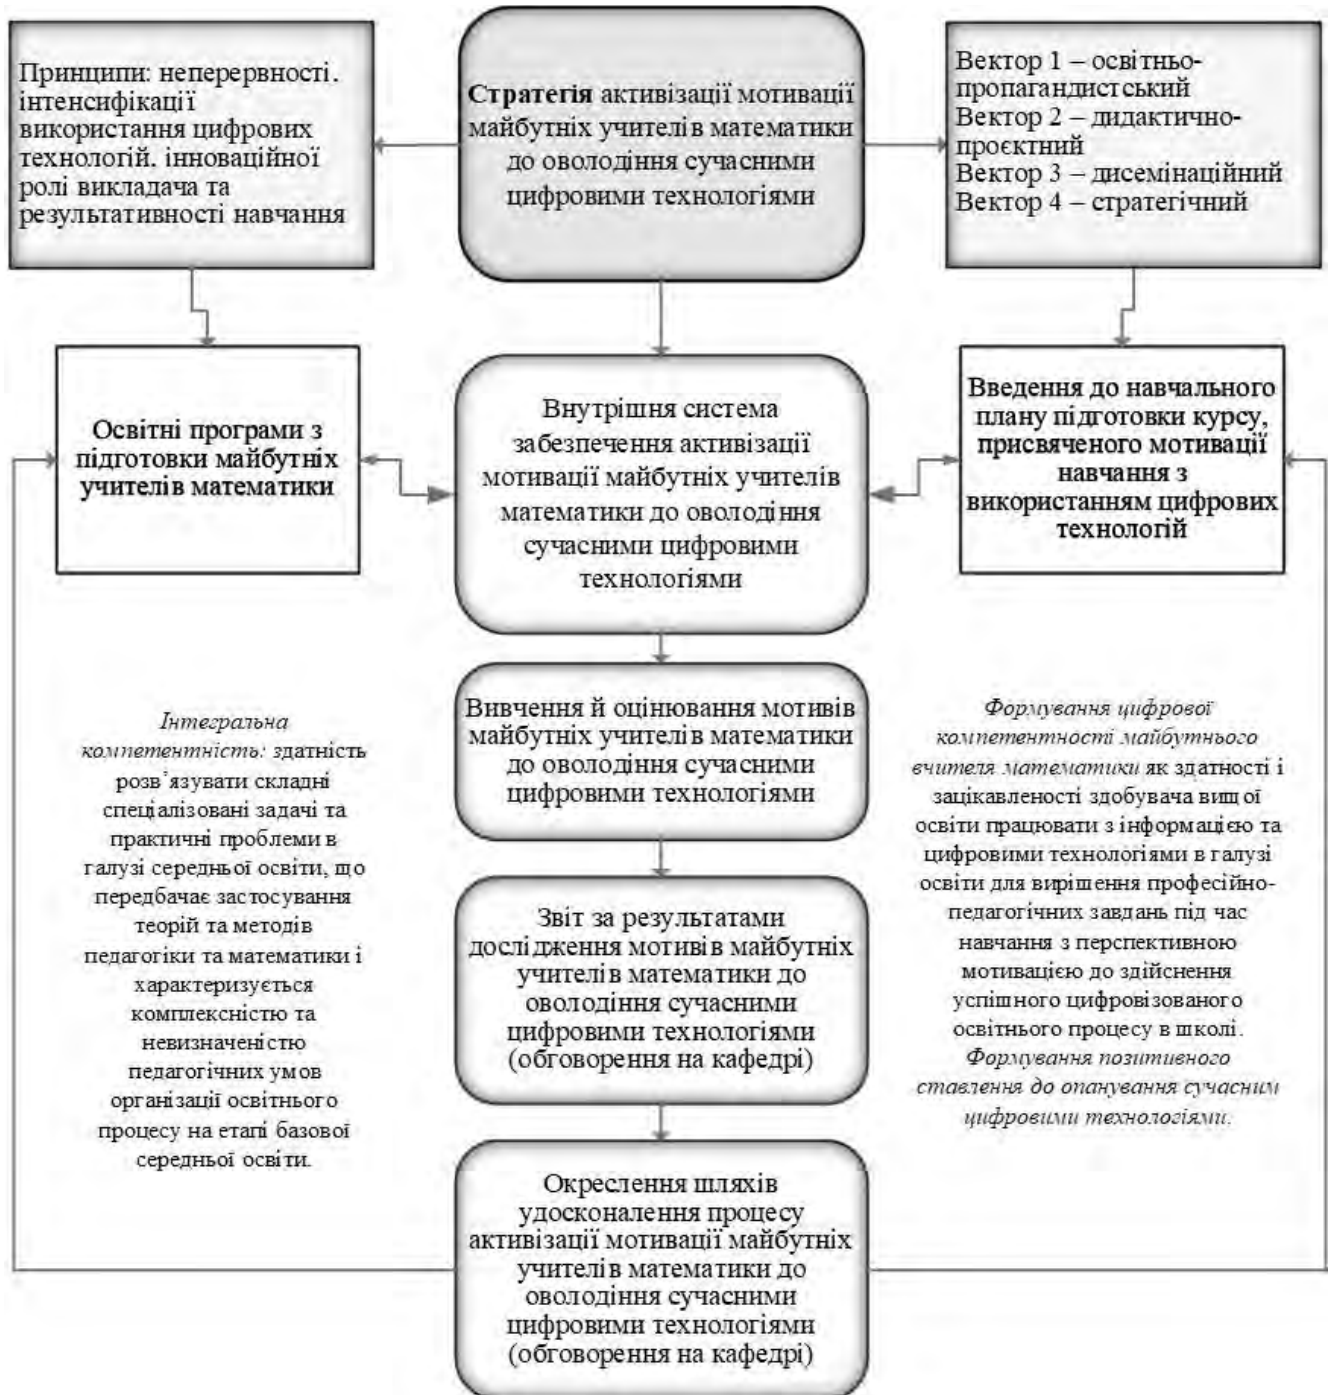 Принципи: неперервності.
інтенсифікації
використання цифрових
технологій. інноваційної
ролі викладача та
результативності навчання
Стратегія активізації мотивації
майбутніх учителів математики
до оволодіння сучасними
цифровими технологіями
Вектор 1 – освітньо-
пропагандистський
Вектор 2 – дидактично-
проєктний
Вектор 3 – дисемінаційний
Вектор 4 – стратегічний
Освітні програми з
підготовки майбутніх
учителів математики
Внутрішня система
забезпечення активізації
мотивації майбутніх учителів
математики до оволодіння
сучасними цифровими
технологіями
Введення до навчального
плану підготовки курсу,
присвяченого мотивації
навчання з
використанням цифрових
технологій
Вивчення й оцінювання мотивів
майбутніх учителів математики
до оволодіння сучасними
цифровими технологіями
Інтегральна
компетентність: здатність
розв’язувати складні
спеціалізовані задачі та
практичні проблеми в
галузі середньої освіти, що
передбачає застосування
теорій та методів
педагогіки та математики і
характеризується
комплексністю та
невизначеністю
педагогічних умов
організації освітнього
процесу на етапі базової
середньої освіти.
Формування цифрової
компетентності майбутнього
вчителя математики як здатності і
зацікавленості здобувача вищої
освіти працювати з інформацією та
цифровими технологіями в галузі
освіти для вирішення професійно-
педагогічних завдань під час
навчання з перспективною
мотивацією до здійснення
успішного цифровізованого
освітнього процесу в школі.
Формування позитивного
ставлення до опанування сучасним
цифровими технологіями.
Звіт за результатами
дослідження мотивів майбутніх
учителів математики до
оволодіння сучасними
цифровими технологіями
(обговорення на кафедрі)
Окреслення шляхів
удосконалення процесу
активізації мотивації майбутніх
учителів математики до
оволодіння сучасними
цифровими технологіями
(обговорення на кафедрі)